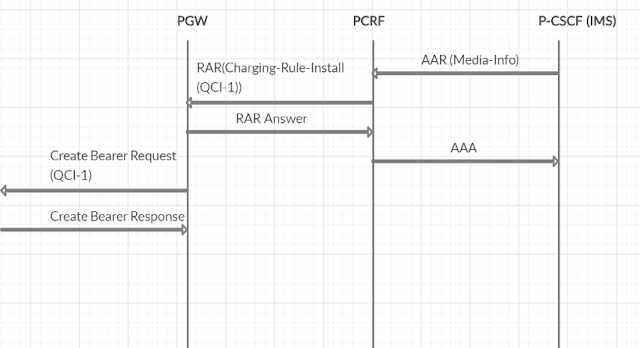 PGW
PCRF
P-CSCF (IMS)
AAR (Media-Info)
RAR(Charging-Rule-Install
(QCI-1))
RAR Answer
AAA
Create Bearer Request
(QCI-1)
Create Bearer Response